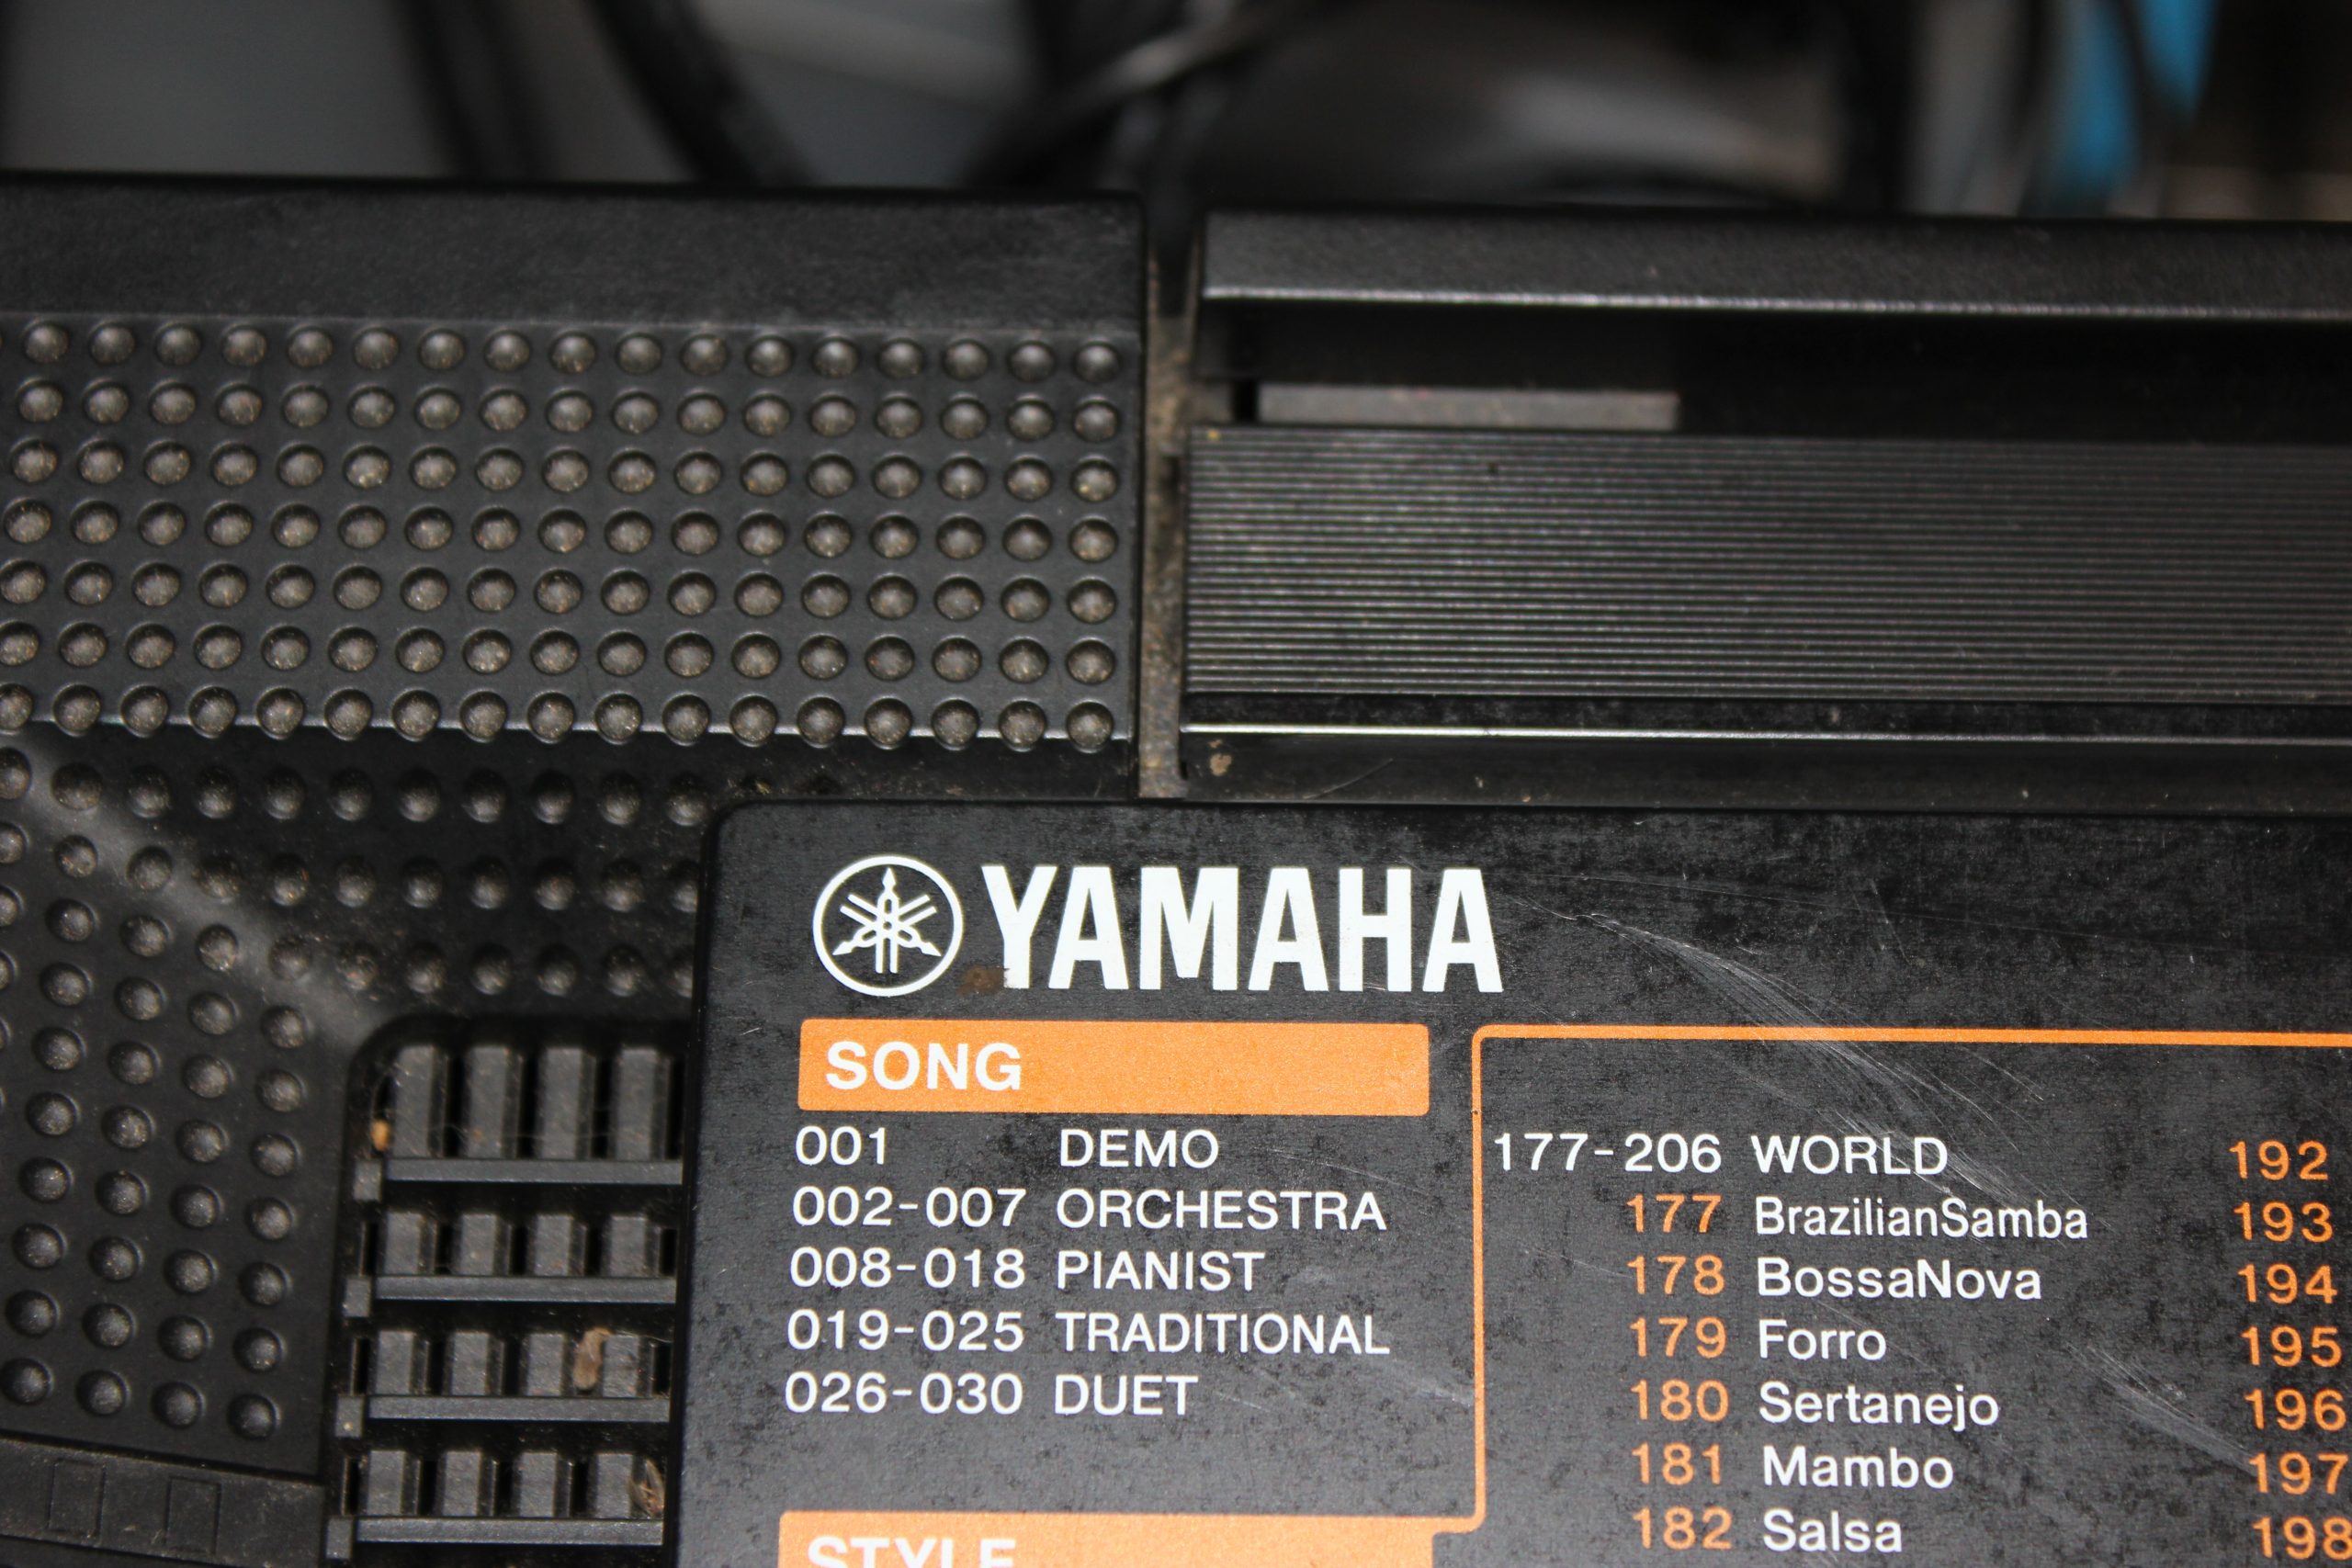 YAMAHA
SONG
001 DEMO
002-007 ORCHESTRA
008-018 PIANIST
019-025 TRADITIONAL
026-030 DUET
STYLE
177-206 WORLD
177 BrazilianSamba
178 BossaNova
179 Forro
180 Sertanejo
181 Mambo
182 Salsa
192
193
194
195
196
197
198